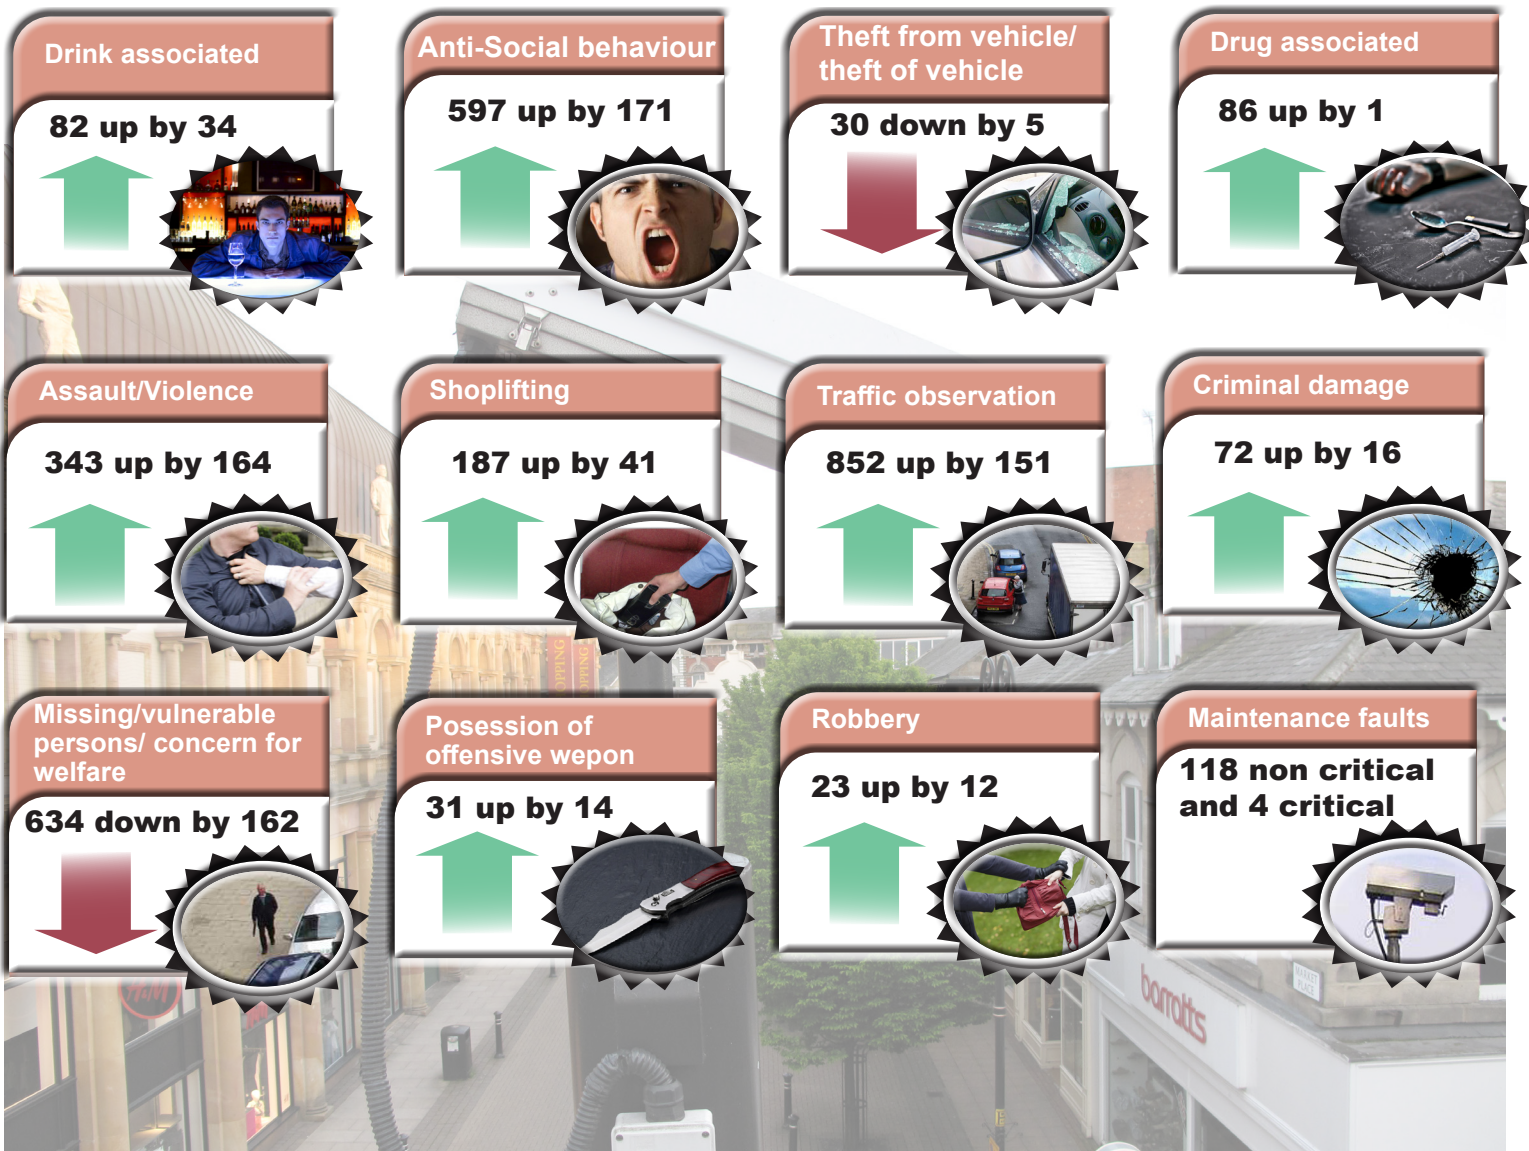 Drink associated
82 up by 34
Anti-Social behaviour
597 up by 171
Theft from vehicle/
theft of vehicle
30 down by 5
Drug associated
86 up by 1
Assault/Violence
343 up by 164
Shoplifting
187 up by 41
Traffic observation
852 up by 151
Criminal damage
72 up by 16
Missing/vulnerable
persons/ concern for
welfare
634 down by 162
Posession of
offensive wepon
31 up by 14
Robbery
23 up by 12
Maintenance faults
118 non critical
and 4 critical
H&M
barratts
MARKET
PLACE